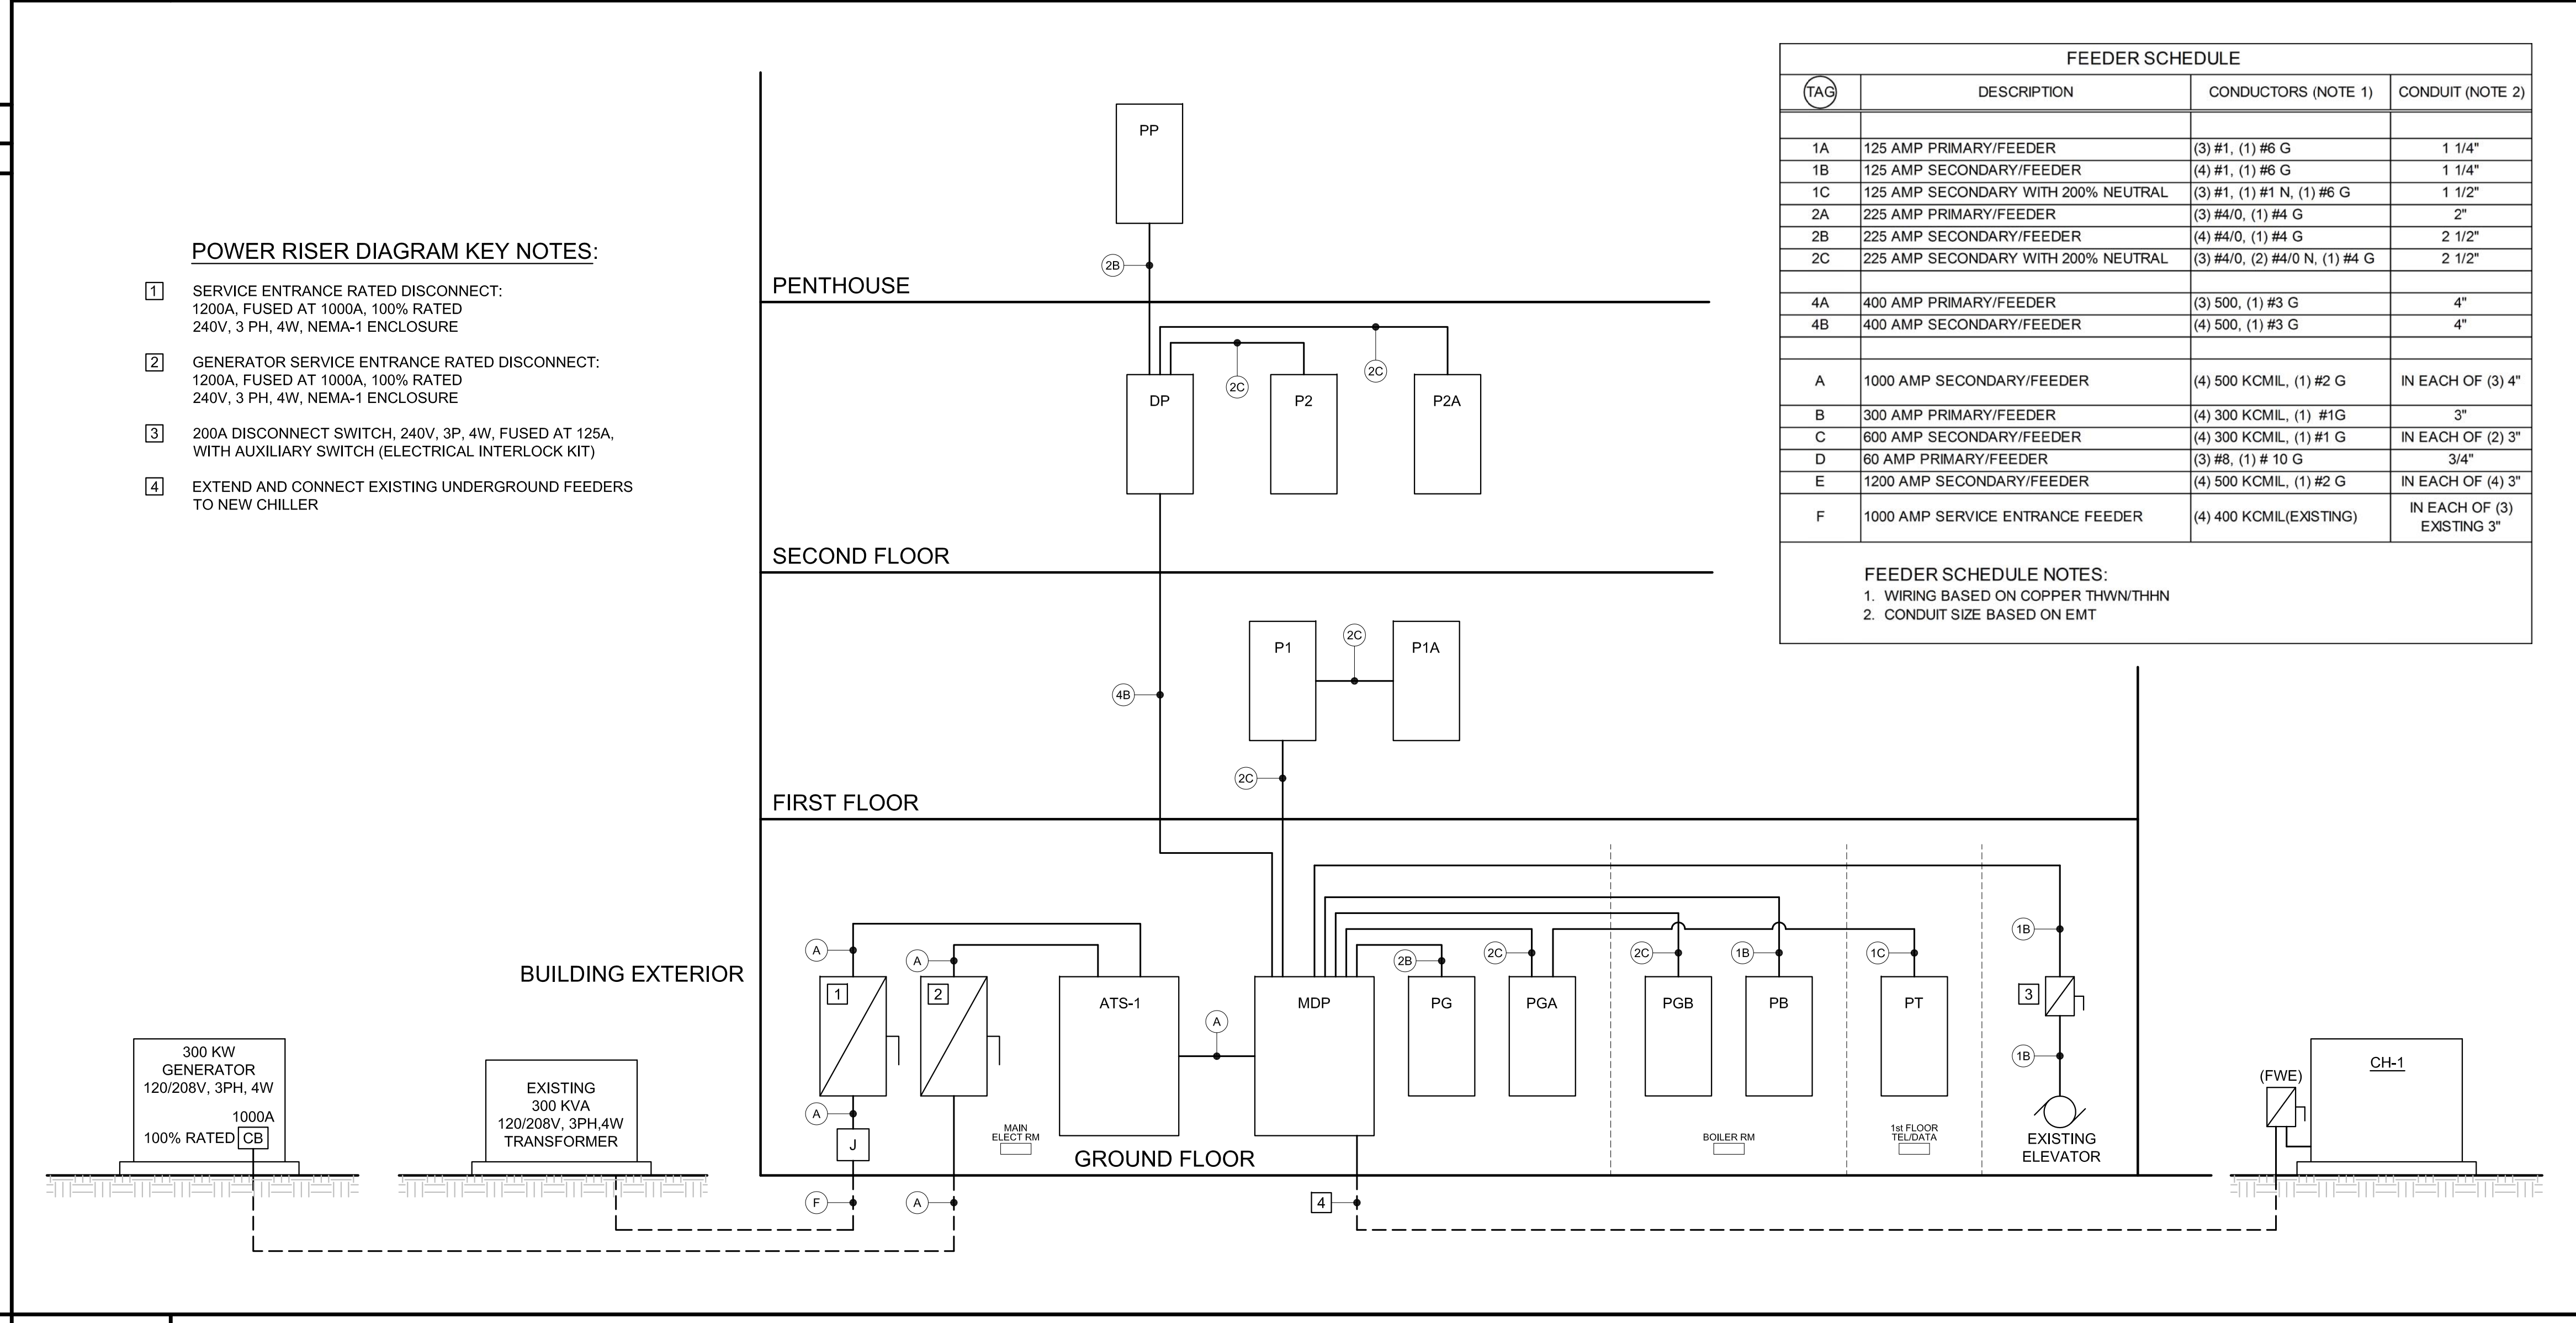 POWER RISER DIAGRAM KEY NOTES:
1 SERVICE ENTRANCE RATED DISCONNECT:
1200A, FUSED AT 1000A, 100% RATED
240V, 3 PH, 4W, NEMA-1 ENCLOSURE
2 GENERATOR SERVICE ENTRANCE RATED DISCONNECT:
1200A, FUSED AT 1000A, 100% RATED
240V, 3 PH, 4W, NEMA-1 ENCLOSURE
3 200A DISCONNECT SWITCH, 240V, 3P, 4W, FUSED AT 125A,
WITH AUXILIARY SWITCH (ELECTRICAL INTERLOCK KIT)
4 EXTEND AND CONNECT EXISTING UNDERGROUND FEEDERS
TO NEW CHILLER
PP
2B
PENTHOUSE
2C
2C
DP
P2
P2A
SECOND FLOOR
P1
2C
P1A
4B
2C
FIRST FLOOR
FEEDER SCHEDULE
TAG DESCRIPTION CONDUCTORS (NOTE 1) CONDUIT (NOTE 2)
1A 125 AMP PRIMARY/FEEDER (3) #1, (1) #6 G 1 1/4"
1B 125 AMP SECONDARY/FEEDER (4) #1, (1) #6 G 1 1/4"
1C 125 AMP SECONDARY WITH 200% NEUTRAL (3) #1, (1) #1 N, (1) #6 G 1 1/2"
2A 225 AMP PRIMARY/FEEDER (3) #4/0, (1) #4 G 2"
2B 225 AMP SECONDARY/FEEDER (4) #4/0, (1) #4 G 2 1/2"
2C 225 AMP SECONDARY WITH 200% NEUTRAL (3) #4/0, (2) #4/0 N, (1) #4 G 2 1/2"
4A 400 AMP PRIMARY/FEEDER (3) 500, (1) #3 G 4"
4B 400 AMP SECONDARY/FEEDER (4) 500, (1) #3 G 4"
A 1000 AMP SECONDARY/FEEDER (4) 500 KCMIL, (1) #2 G IN EACH OF (3) 4"
B 300 AMP PRIMARY/FEEDER (4) 300 KCMIL, (1) #1G 3"
C 600 AMP SECONDARY/FEEDER (4) 300 KCMIL, (1) #1 G IN EACH OF (2) 3"
D 60 AMP PRIMARY/FEEDER (3) #8, (1) # 10 G 3/4"
E 1200 AMP SECONDARY/FEEDER (4) 500 KCMIL, (1) #2 G IN EACH OF (4) 3"
F 1000 AMP SERVICE ENTRANCE FEEDER (4) 400 KCMIL(EXISTING) IN EACH OF (3)
EXISTING 3"
FEEDER SCHEDULE NOTES:
1. WIRING BASED ON COPPER THWN/THHN
2. CONDUIT SIZE BASED ON EMT
BUILDING EXTERIOR
300 KW
GENERATOR
120/208V, 3PH, 4W
1000A
100% RATED CB
EXISTING
300 KVA
120/208V, 3PH,4W
TRANSFORMER
A
A
1
2
A
J
F
A
ATS-1
A
MDP
MAIN
ELECT RM
GROUND FLOOR
4
2B
PG
2C
PGA
2C
PGB
1B
PB
BOILER RM
1C
PT
1st FLOOR
TEL/DATA
1B
3
1B
EXISTING
ELEVATOR
(FWE)
CH-1